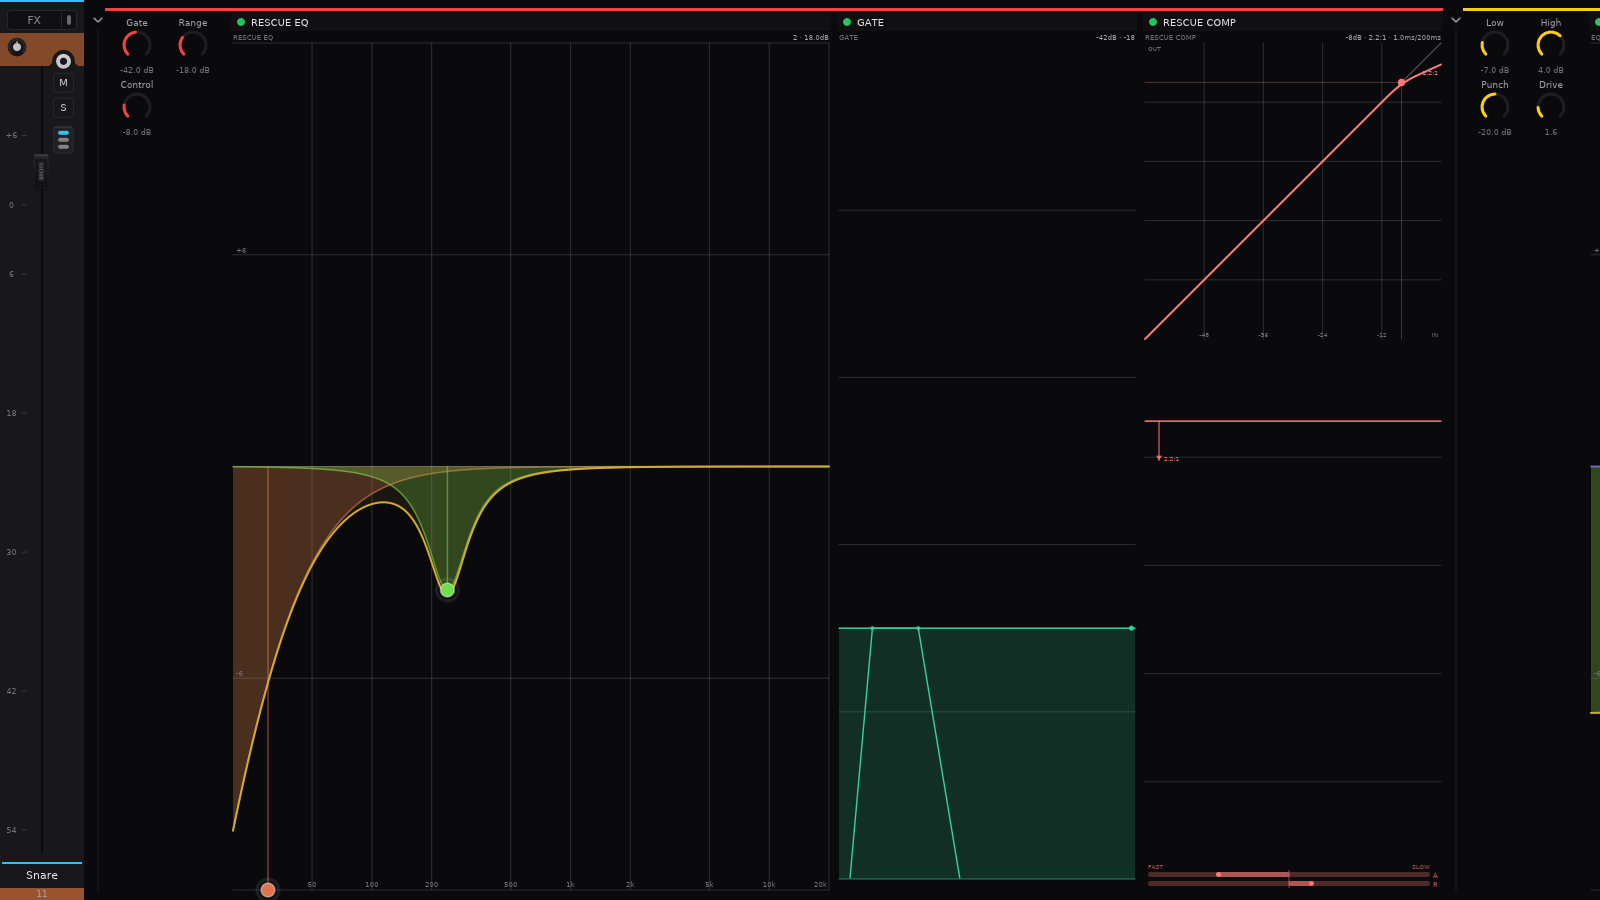 FX
M
S
+6
0
6
18
30
42
54
Snare
11
Gate
Range
-42.0 dB
-18.0 dB
Control
-8.0 dB
RESCUE EQ
RESCUE EQ
2 · 18.0dB
+6
-6
50
100
200
500
1k
2k
5k
10k
20k
GATE
GATE
-42dB · -18
RESCUE COMP
RESCUE COMP
-8dB · 2.2:1 · 1.0ms/200ms
OUT
2.2:1
-48
-36
-24
-12
IN
2.2:1
FAST
SLOW
A
R
Low
High
-7.0 dB
4.0 dB
Punch
Drive
-20.0 dB
1.6